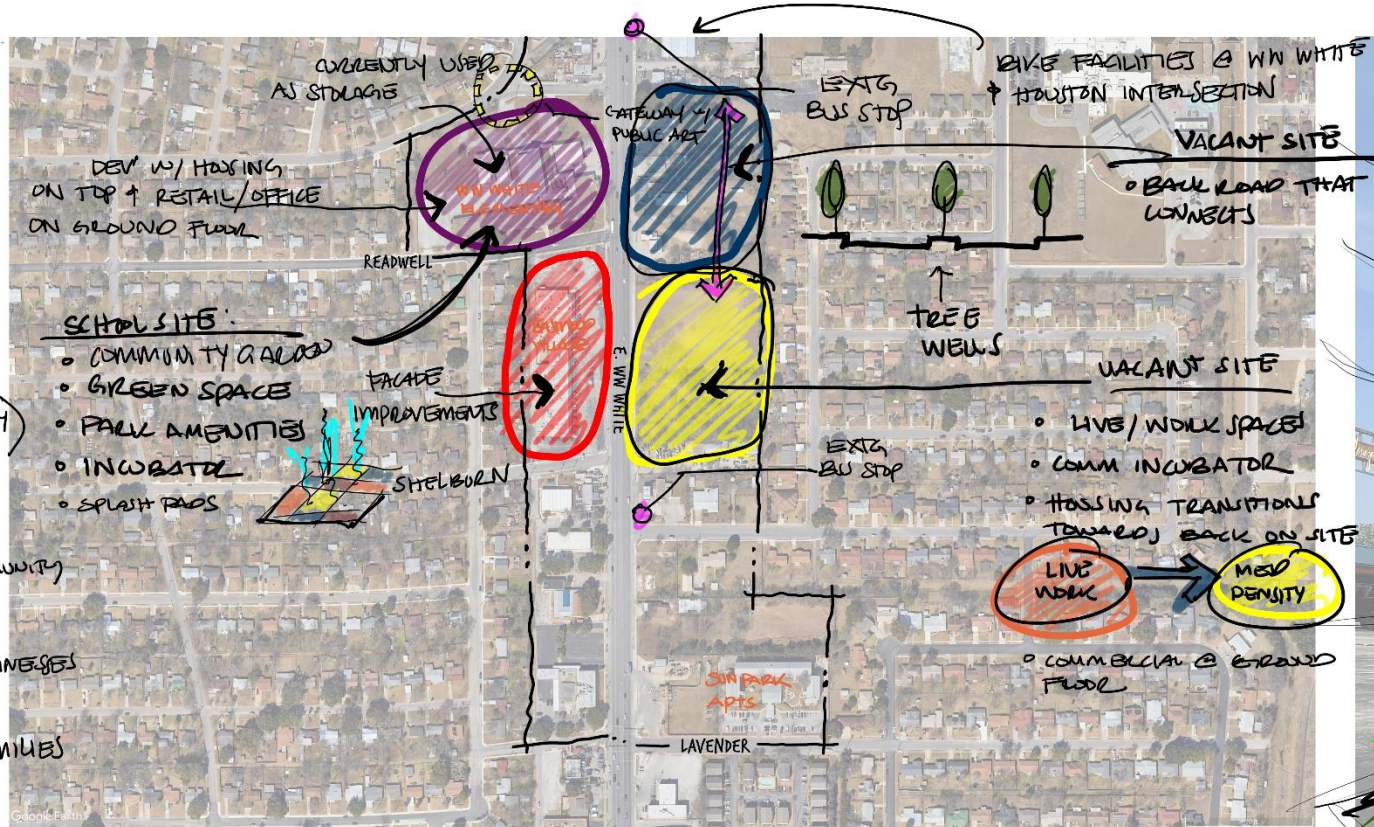 CURRENTLY USED
AS STORAGE
GATEWAY W/
PUBLIC ART
EXTG
BUS STOP
BIKE FACILITIES @ WW WHITE
& HOUSTON INTERSECTION
VACANT SITE
• BACK ROAD THAT
CONNECTS
DEV' W/ HOUSING
ON TOP & RETAIL/OFFICE
ON GROUND FLOOR
WW WHITE
ELEMENTARY
READWELL
TREE
WELLS
SCHOOL SITE:
• COMMUNITY GARDEN
• GREEN SPACE
• PARK AMENITIES
• INCUBATOR
• SPLASH PADS
FACADE
IMPROVEMENTS
E. WW WHITE
SHELBURN
EXTG
BUS STOP
VACANT SITE
• LIVE/WORK SPACES
• COMM INCUBATOR
• HOUSING TRANSITIONS
TOWARDS BACK ON SITE
LIVE
WORK
MED
DENSITY
• COMMERCIAL @ GROUND
FLOOR
SUN PARK
APTS
LAVENDER
Google Earth